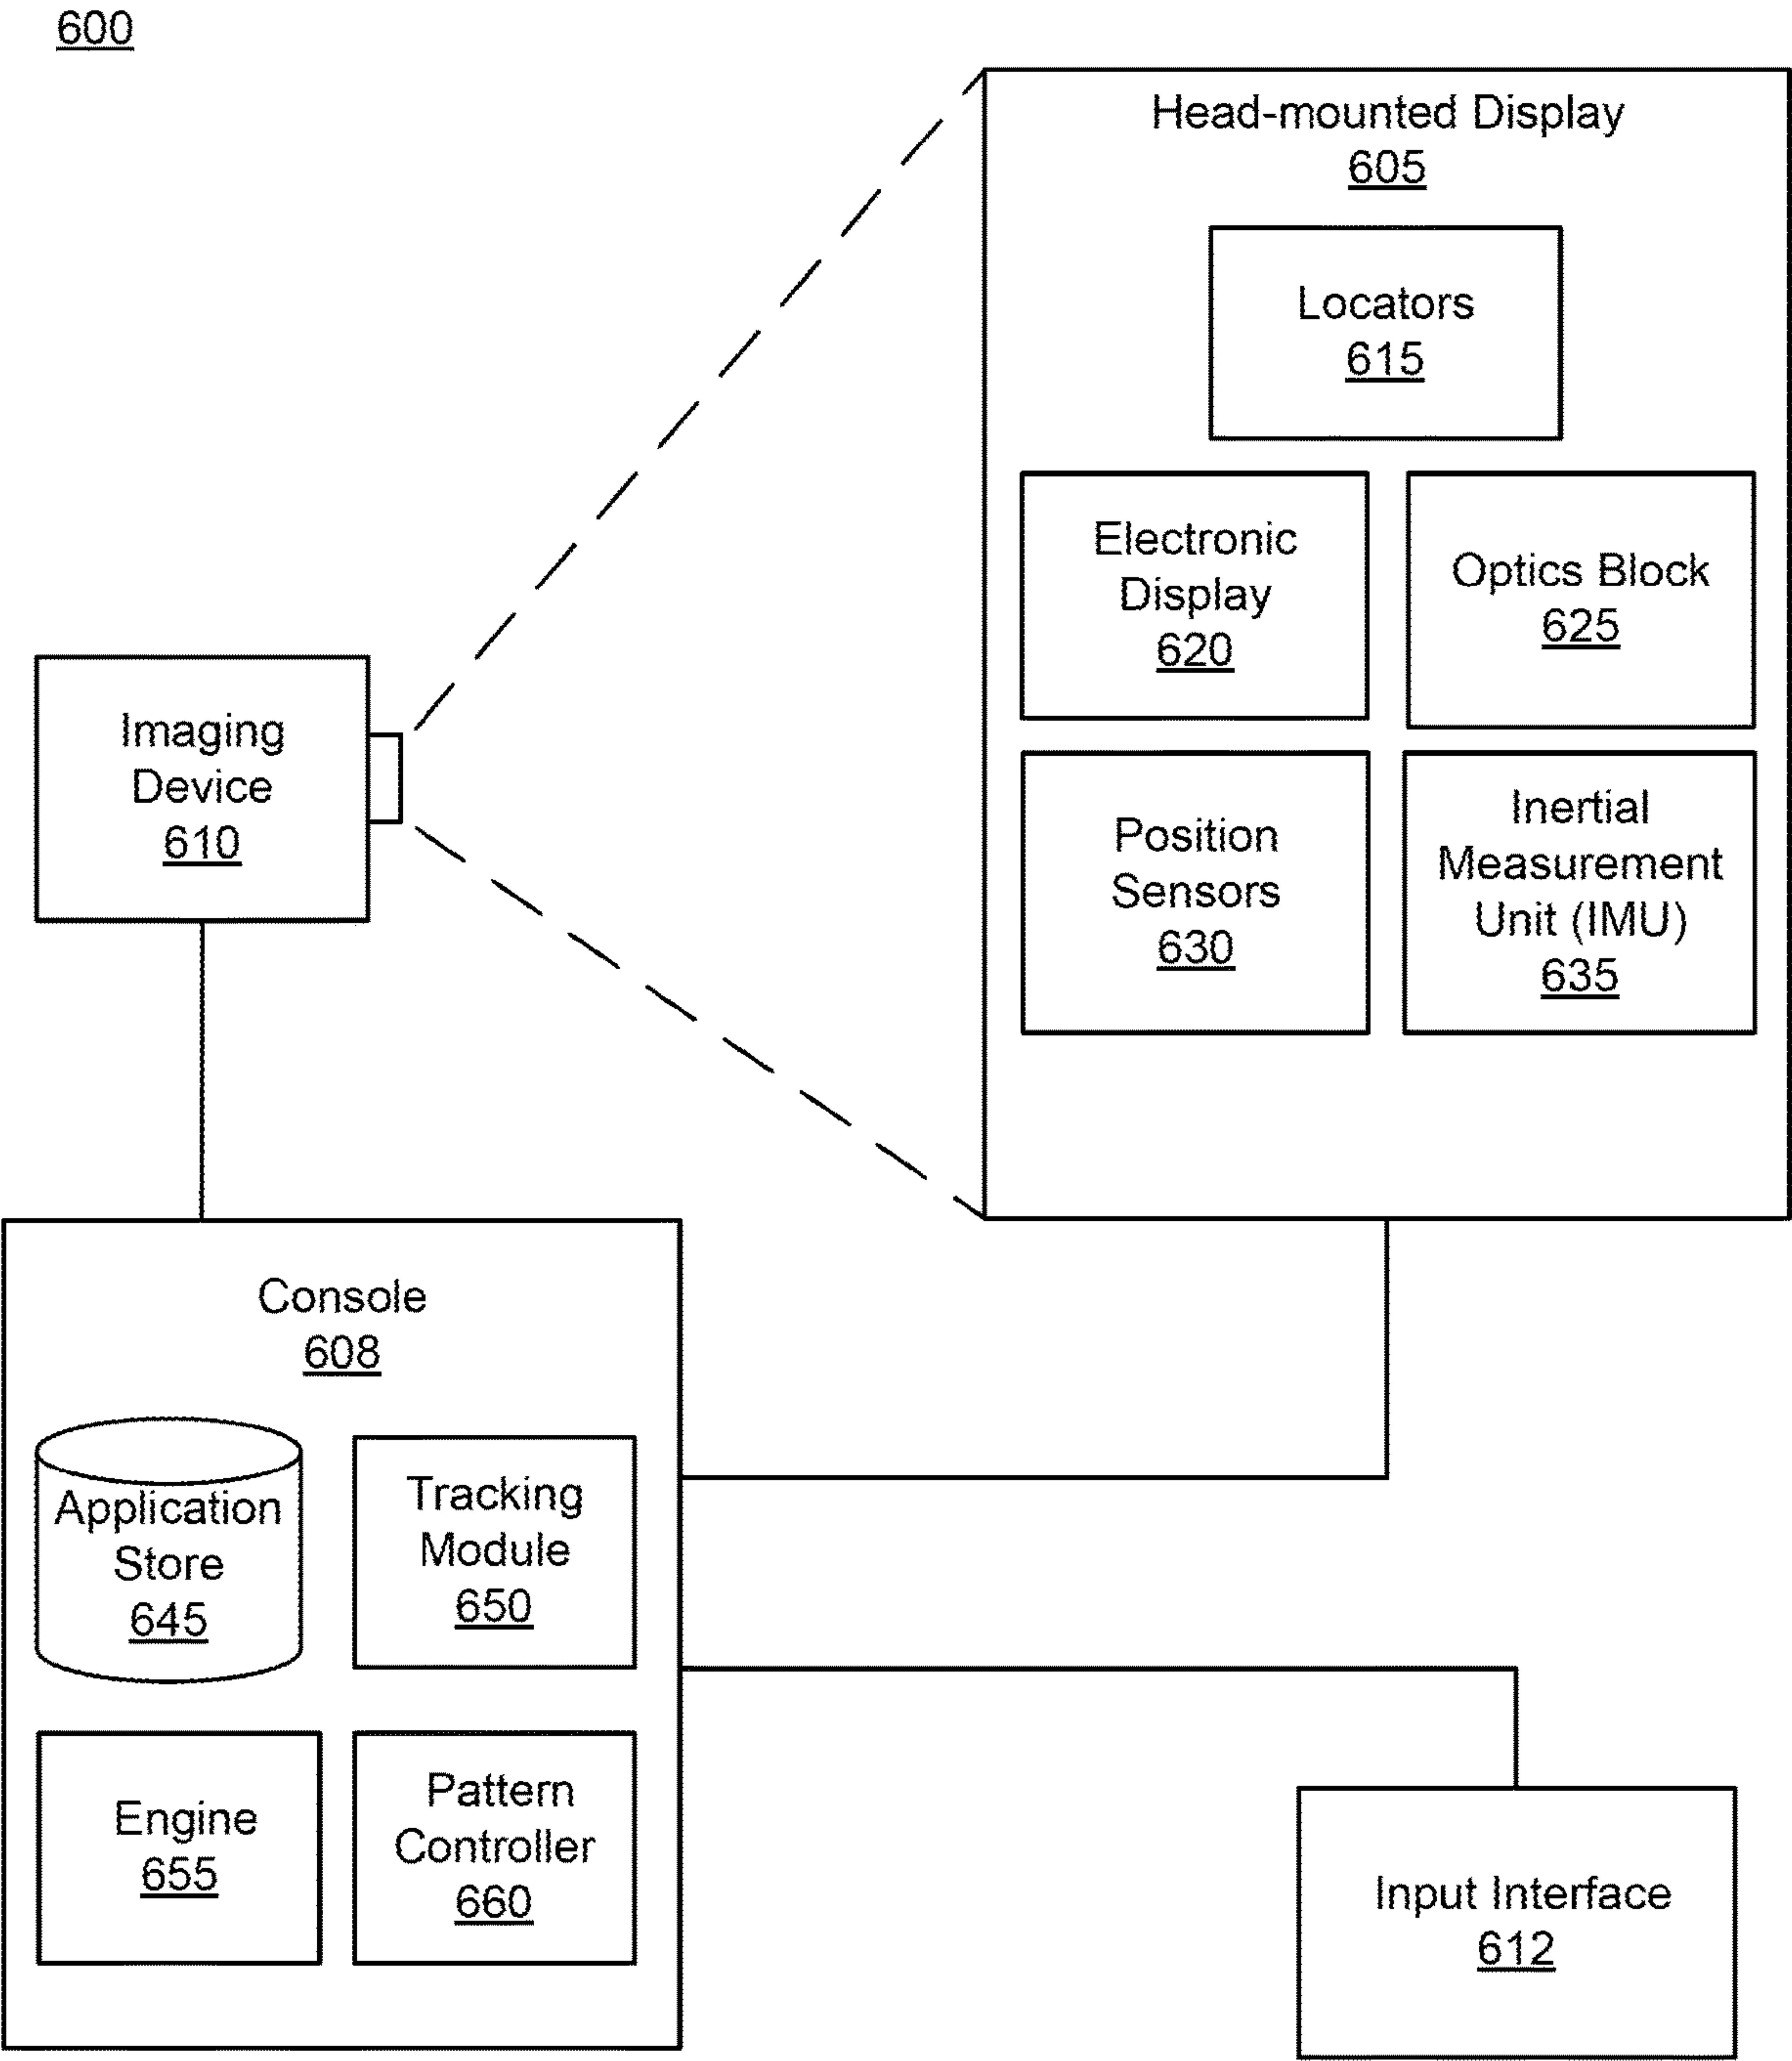 600
Head-mounted Display
605
Locators
615
Electronic
Display
620
Optics Block
625
Imaging
Device
610
Position
Sensors
630
Inertial
Measurement
Unit (IMU)
635
Console
608
Application
Store
645
Tracking
Module
650
Engine
655
Pattern
Controller
660
Input Interface
612